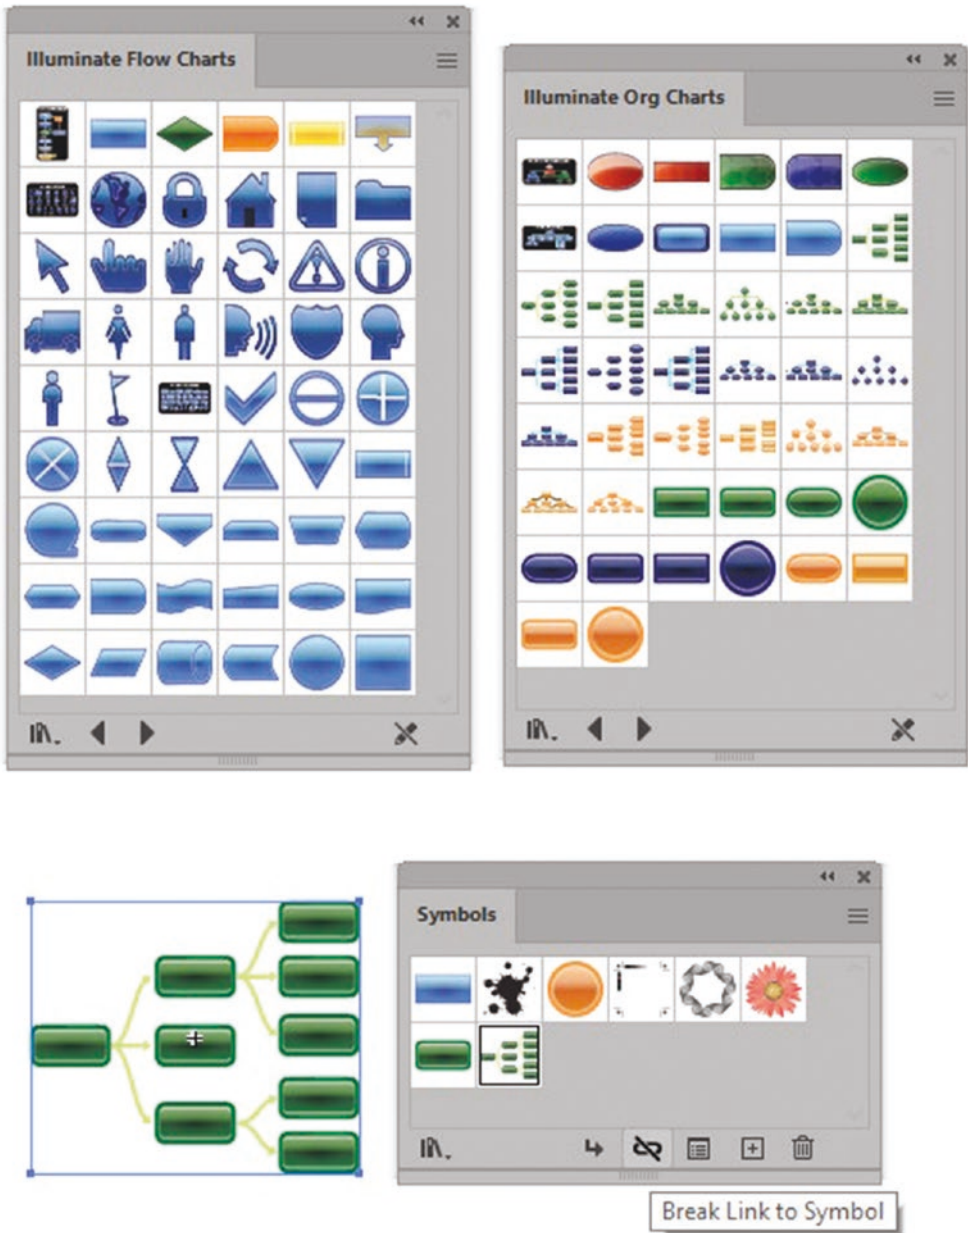 Illuminate Flow Charts
Illuminate Org Charts
Symbols
Break Link to Symbol